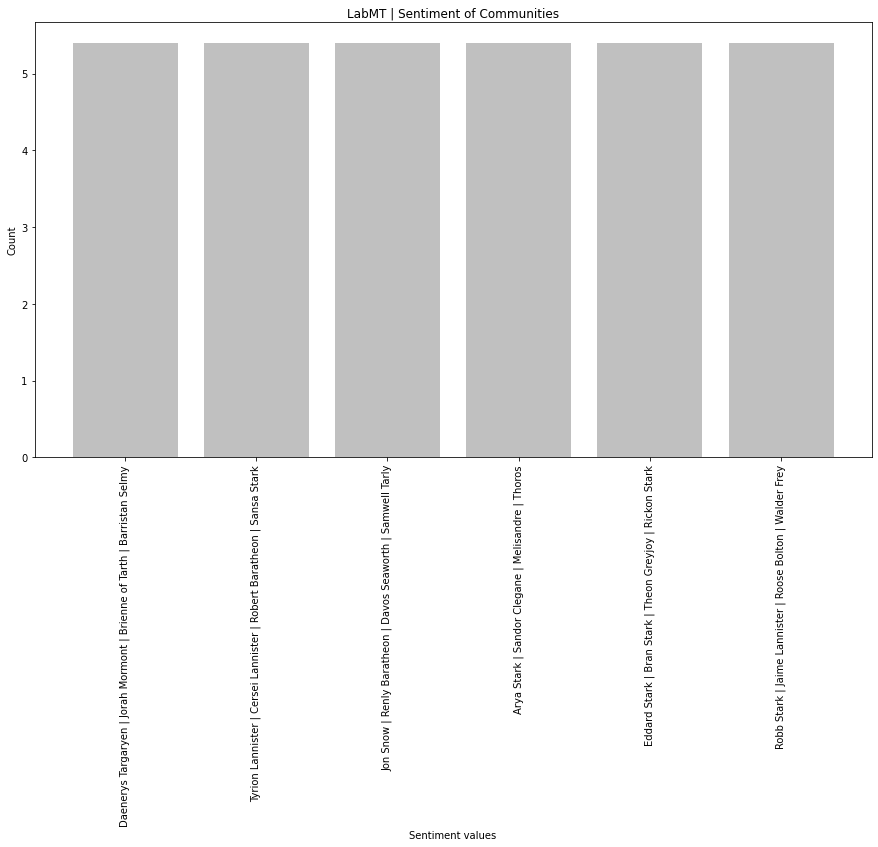 LabMT | Sentiment of Communities
Count
5
4
3
2
1
0
Daenerys Targaryen | Jorah Mormont | Brienne of Tarth | Barristan Selmy
Tyrion Lannister | Cersei Lannister | Robert Baratheon | Sansa Stark
Jon Snow | Renly Baratheon | Davos Seaworth | Samwell Tarly
Arya Stark | Sandor Clegane | Melisandre | Thoros
Eddard Stark | Bran Stark | Theon Greyjoy | Rickon Stark
Robb Stark | Jaime Lannister | Roose Bolton | Walder Frey
Sentiment values